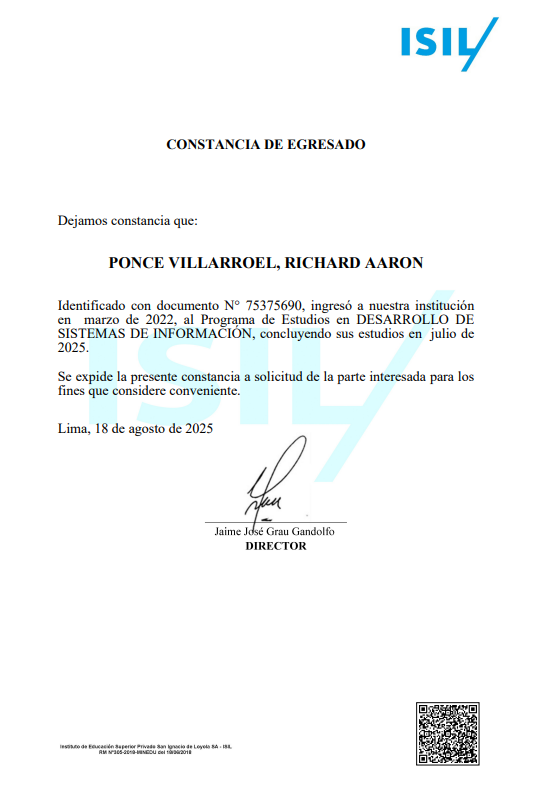 ISIL
CONSTANCIA DE EGRESADO
Dejamos constancia que:
PONCE VILLARROEL, RICHARD AARON
Identificado con documento N° 75375690, ingresó a nuestra institución
en marzo de 2022, al Programa de Estudios en DESARROLLO DE
SISTEMAS DE INFORMACIÓN, concluyendo sus estudios en julio de
2025.
Se expide la presente constancia a solicitud de la parte interesada para los
fines que considere conveniente.
Lima, 18 de agosto de 2025
Jaime José Grau Gandolfo
DIRECTOR
Instituto de Educación Superior Privado San Ignacio de Loyola SA - ISIL
RM N°305-2018-MINEDU del 19/06/2018